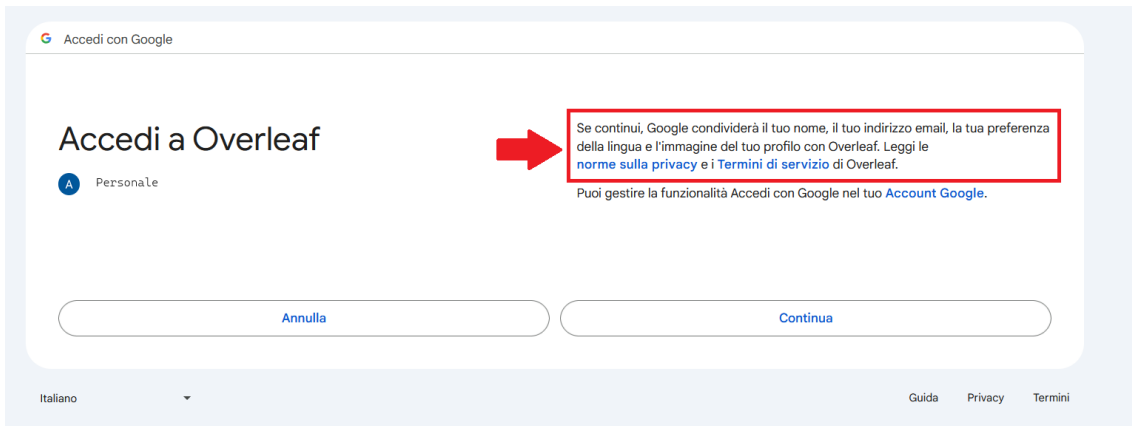 Accedi con Google
Accedi a Overleaf
A Personale
Se continui, Google condividerà il tuo nome, il tuo indirizzo email, la tua preferenza
della lingua e l'immagine del tuo profilo con Overleaf. Leggi le
norme sulla privacy e i Termini di servizio di Overleaf.
Puoi gestire la funzionalità Accedi con Google nel tuo Account Google.
Annulla
Continua
Italiano
Guida Privacy Termini